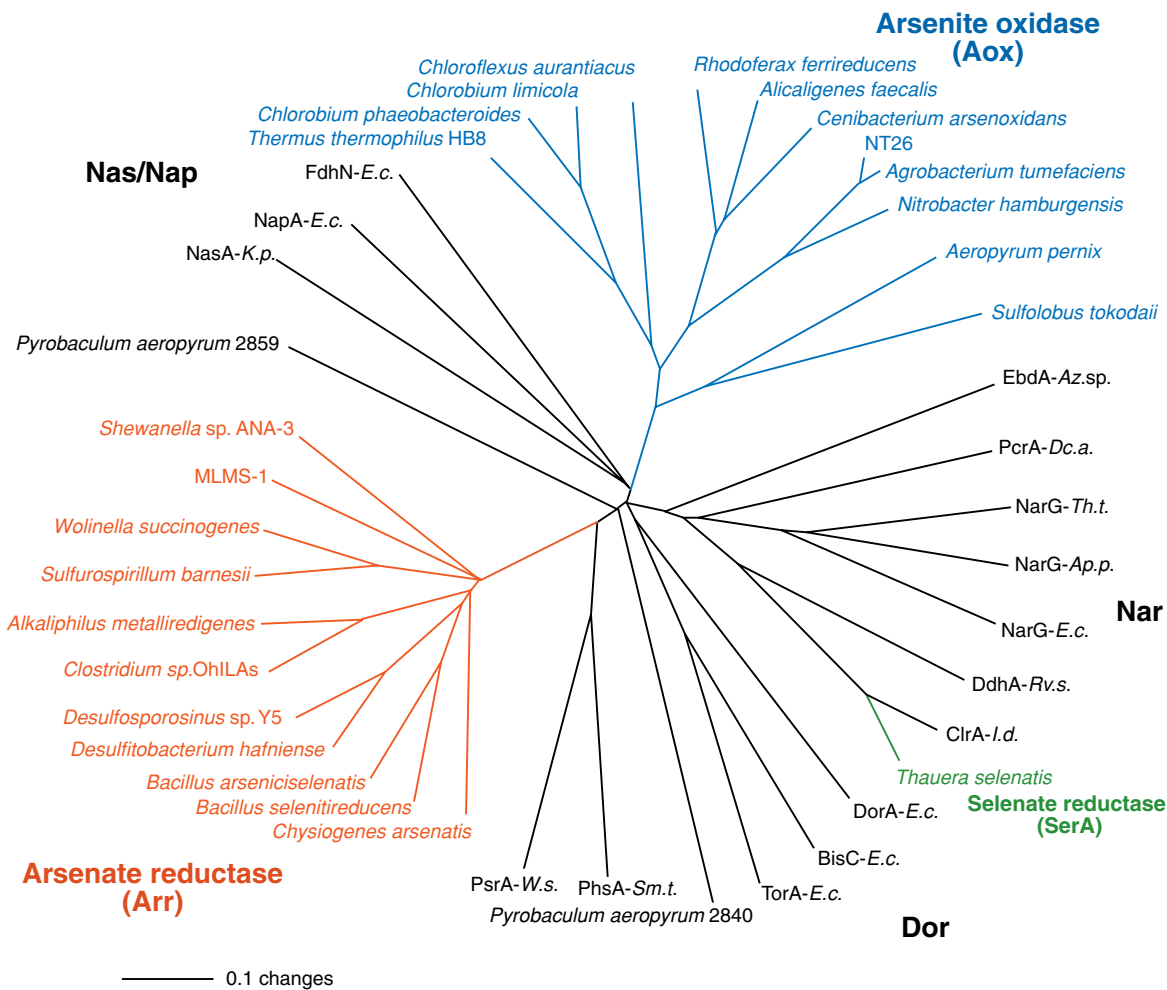 Arsenite oxidase
(Aox)
Chloroflexus aurantiacus
Rhodoferax ferrireducens
Chlorobium limicola
Alicaligenes faecalis
Chlorobium phaeobacteroides
Cenibacterium arsenoxidans
Thermus thermophilus HB8
NT26
Nas/Nap
FdhN-E.c.
Agrobacterium tumefaciens
NapA-E.c.
Nitrobacter hamburgensis
NasA-K.p.
Aeropyrum pernix
Sulfolobus tokodaii
Pyrobaculum aeropyrum 2859
EbdA-Az.sp.
Shewanella sp. ANA-3
PcrA-Dc.a.
MLMS-1
NarG-Th.t.
Wolinella succinogenes
NarG-Ap.p.
Sulfurospirillum barnesii
Nar
Alkaliphilus metalliredigenes
NarG-E.c.
Clostridium sp.OhILAs
DdhA-Rv.s.
Desulfosporosinus sp. Y5
ClrA-I.d.
Desulfitobacterium hafniense
Thauera selenatis
Bacillus arseniciselenatis
Selenate reductase
(SerA)
Bacillus selenitireducens
DorA-E.c.
Chysiogenes arsenatis
BisC-E.c.
Arsenate reductase
(Arr)
PsrA-W.s.
PhsA-Sm.t.
TorA-E.c.
Pyrobaculum aeropyrum 2840
Dor
0.1 changes